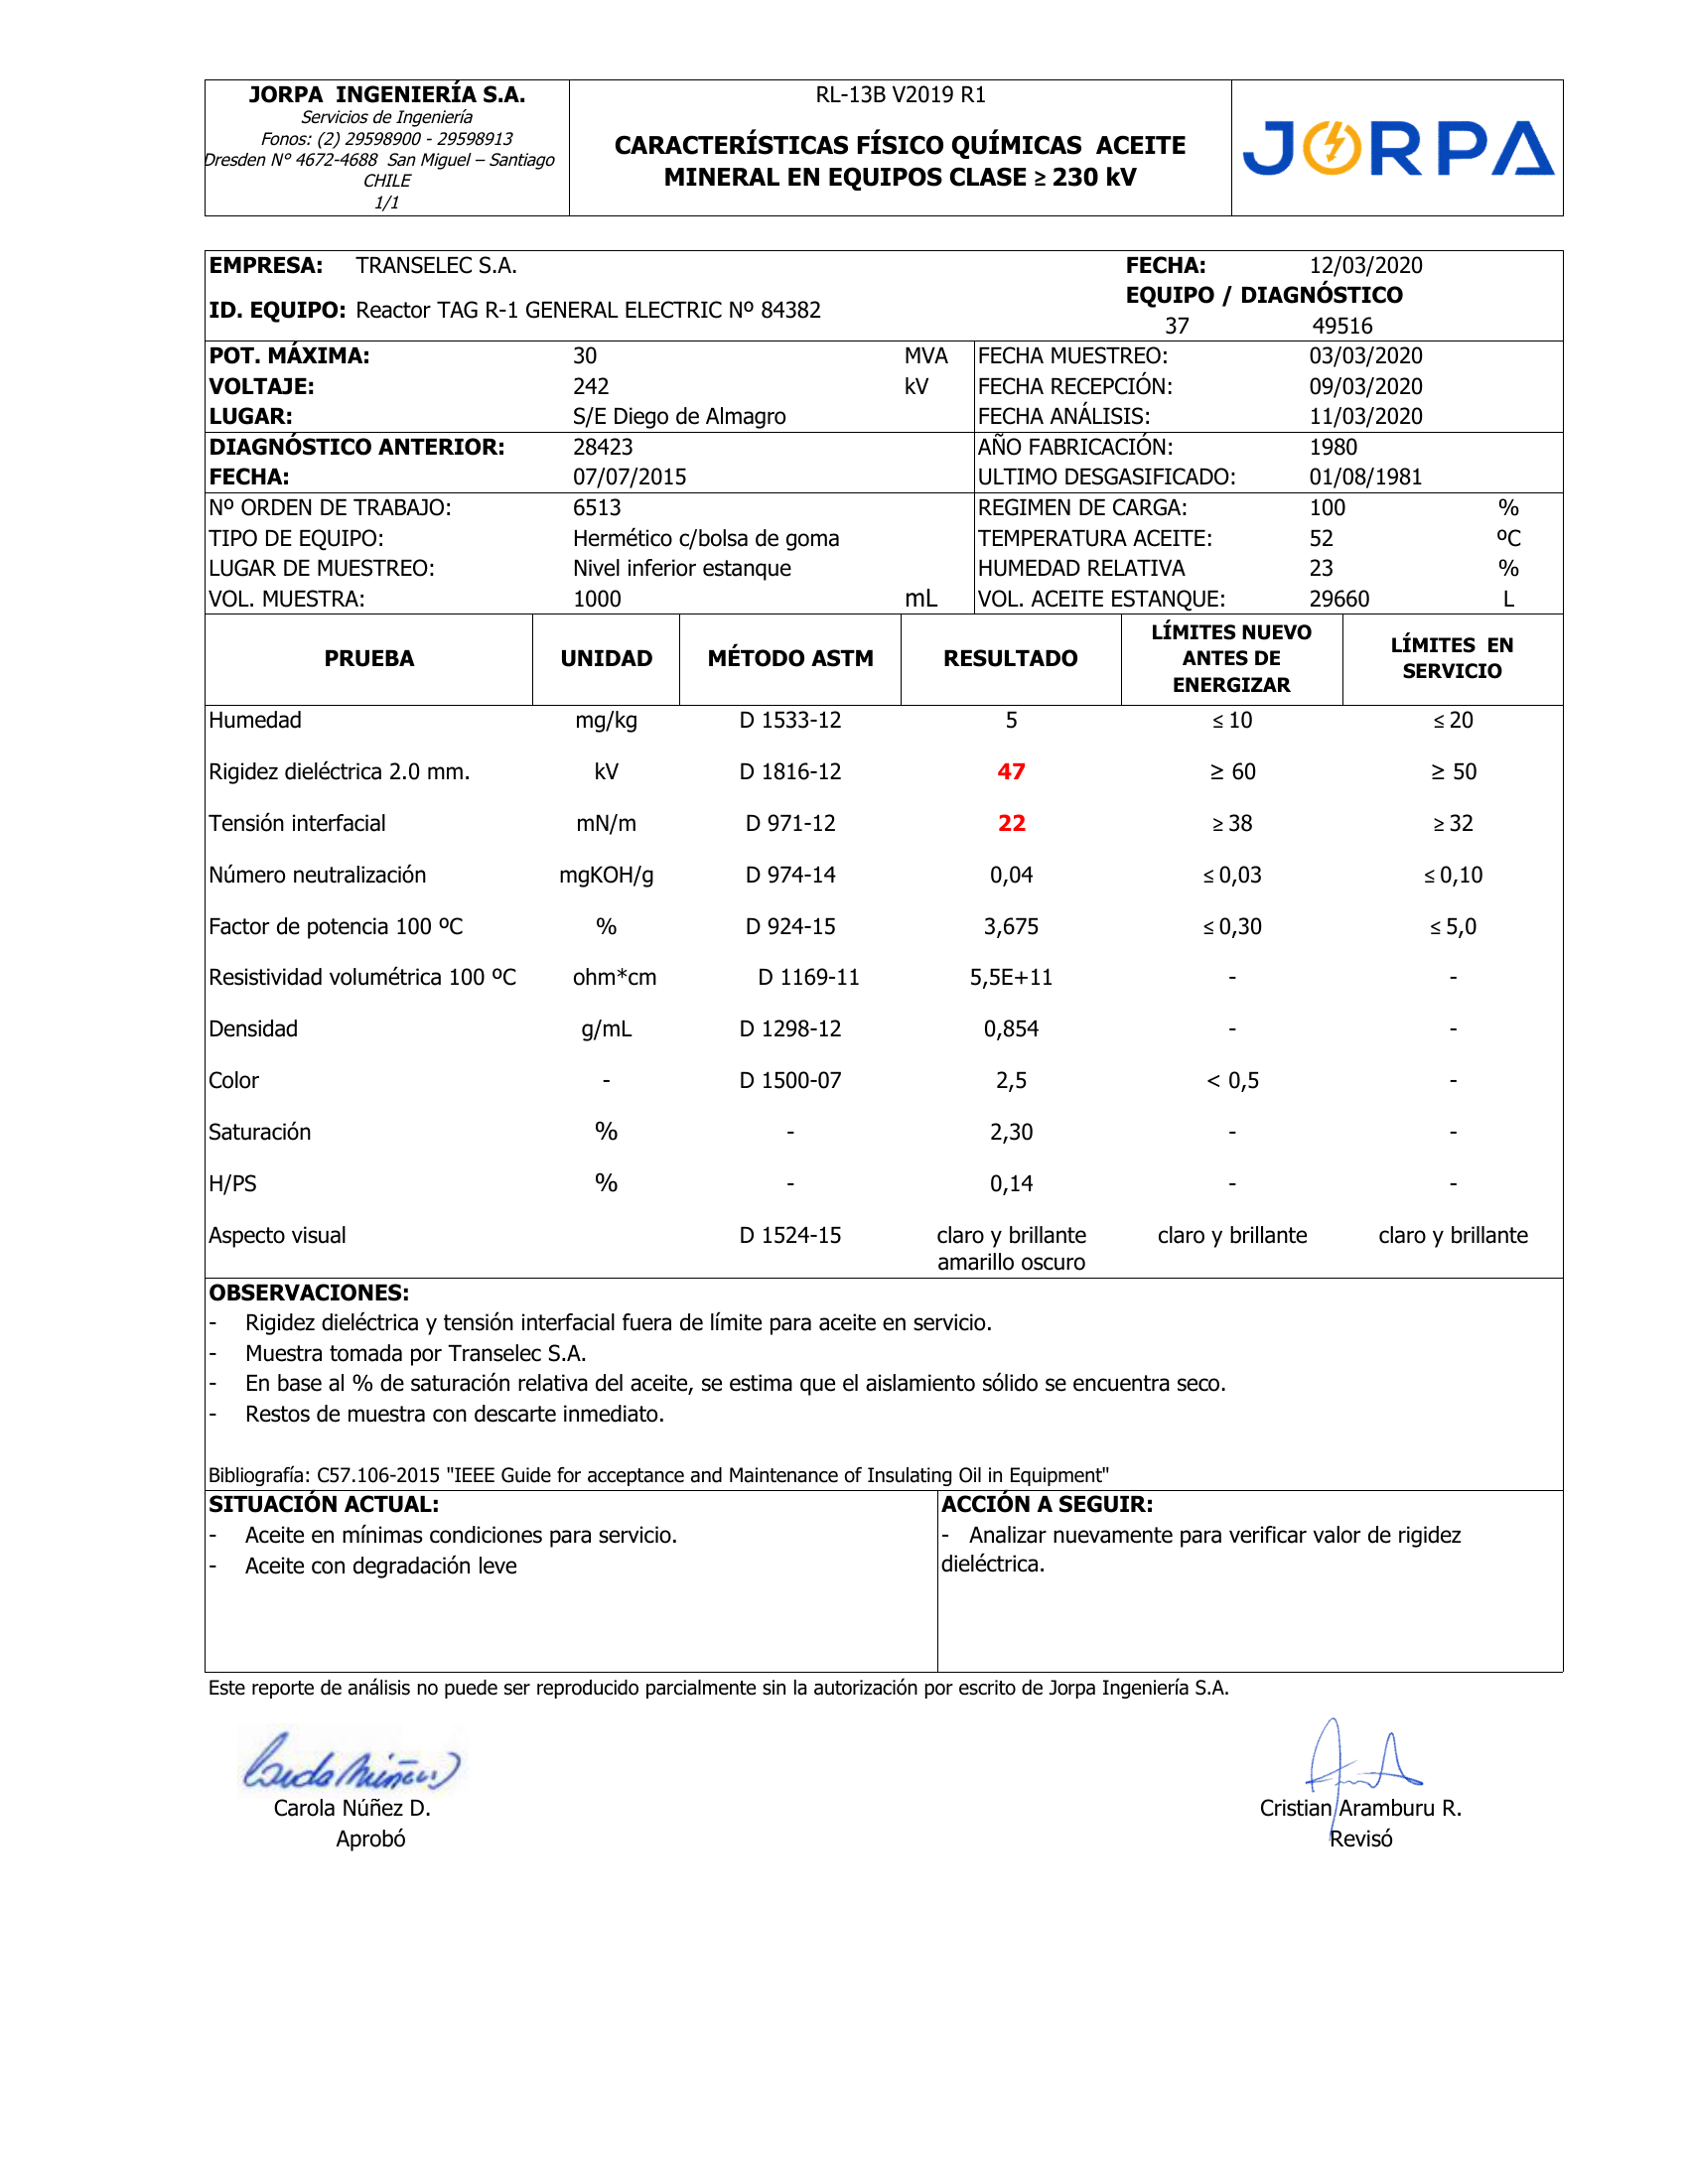 JORPA INGENIERÍA S.A.
Servicios de Ingeniería
Fonos: (2) 29598900 - 29598913
Dresden N° 4672-4688 San Miguel – Santiago
CHILE
1/1
RL-13B V2019 R1
CARACTERÍSTICAS FÍSICO QUÍMICAS ACEITE
MINERAL EN EQUIPOS CLASE ≥ 230 kV
JORPA
EMPRESA: TRANSELEC S.A. FECHA: 12/03/2020
EQUIPO / DIAGNÓSTICO
ID. EQUIPO: Reactor TAG R-1 GENERAL ELECTRIC Nº 84382
37 49516
POT. MÁXIMA: 30 MVA FECHA MUESTREO: 03/03/2020
VOLTAJE: 242 kV FECHA RECEPCIÓN: 09/03/2020
LUGAR: S/E Diego de Almagro FECHA ANÁLISIS: 11/03/2020
DIAGNÓSTICO ANTERIOR: 28423 AÑO FABRICACIÓN: 1980
FECHA: 07/07/2015 ULTIMO DESGASIFICADO: 01/08/1981
Nº ORDEN DE TRABAJO: 6513 REGIMEN DE CARGA: 100 %
TIPO DE EQUIPO: Hermético c/bolsa de goma TEMPERATURA ACEITE: 52 ºC
LUGAR DE MUESTREO: Nivel inferior estanque HUMEDAD RELATIVA 23 %
VOL. MUESTRA: 1000 mL VOL. ACEITE ESTANQUE: 29660 L
PRUEBA UNIDAD MÉTODO ASTM RESULTADO LÍMITES NUEVO ANTES DE ENERGIZAR LÍMITES EN SERVICIO
Humedad mg/kg D 1533-12 5 ≤ 10 ≤ 20
Rigidez dieléctrica 2.0 mm. kV D 1816-12 47 ≥ 60 ≥ 50
Tensión interfacial mN/m D 971-12 22 ≥ 38 ≥ 32
Número neutralización mgKOH/g D 974-14 0,04 ≤ 0,03 ≤ 0,10
Factor de potencia 100 ºC % D 924-15 3,675 ≤ 0,30 ≤ 5,0
Resistividad volumétrica 100 ºC ohm*cm D 1169-11 5,5E+11 - -
Densidad g/mL D 1298-12 0,854 - -
Color - D 1500-07 2,5 < 0,5 -
Saturación % - 2,30 - -
H/PS % - 0,14 - -
Aspecto visual D 1524-15 claro y brillante claro y brillante claro y brillante
amarillo oscuro
OBSERVACIONES:
- Rigidez dieléctrica y tensión interfacial fuera de límite para aceite en servicio.
- Muestra tomada por Transelec S.A.
- En base al % de saturación relativa del aceite, se estima que el aislamiento sólido se encuentra seco.
- Restos de muestra con descarte inmediato.
Bibliografía: C57.106-2015 "IEEE Guide for acceptance and Maintenance of Insulating Oil in Equipment"
SITUACIÓN ACTUAL:
- Aceite en mínimas condiciones para servicio.
- Aceite con degradación leve
ACCIÓN A SEGUIR:
- Analizar nuevamente para verificar valor de rigidez
dieléctrica.
Este reporte de análisis no puede ser reproducido parcialmente sin la autorización por escrito de Jorpa Ingeniería S.A.
Carola Núñez D.
Aprobó
Cristian Aramburu R.
Revisó